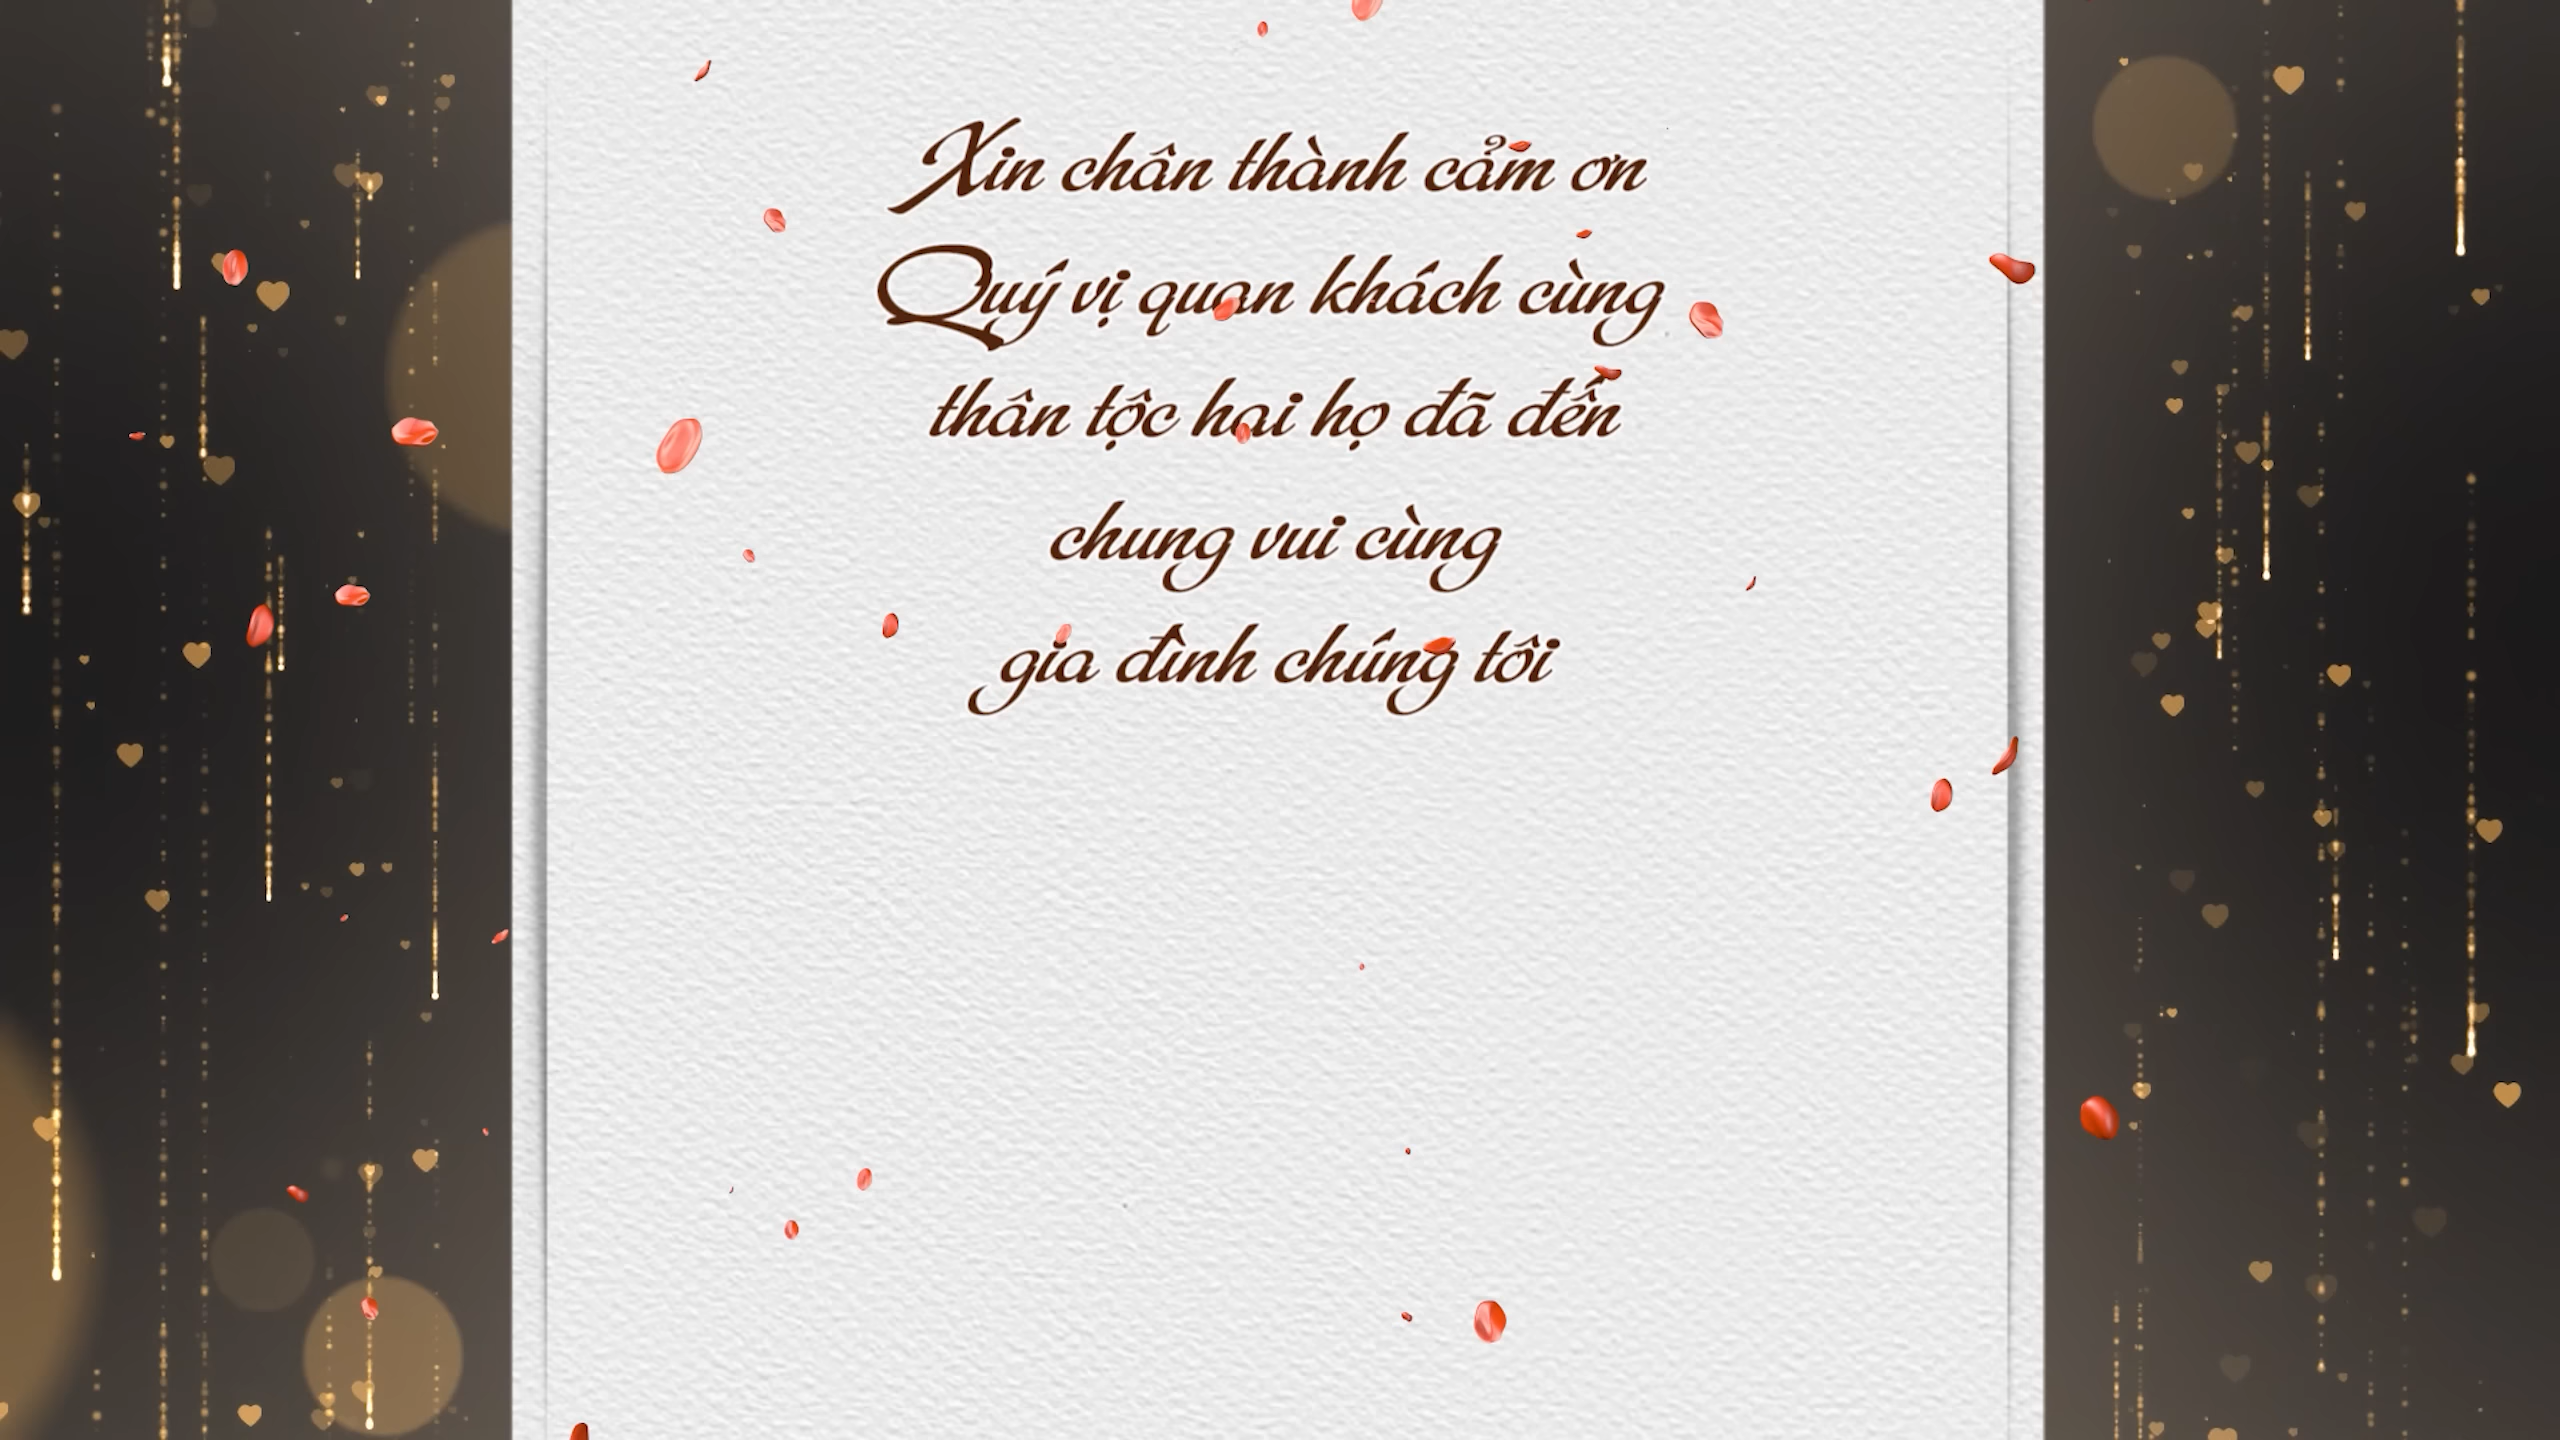 Xin chân thành cảm ơn
Quý vị quan khách cùng
thân tộc hai họ đã đến
chung vui cùng
gia đình chúng tôi